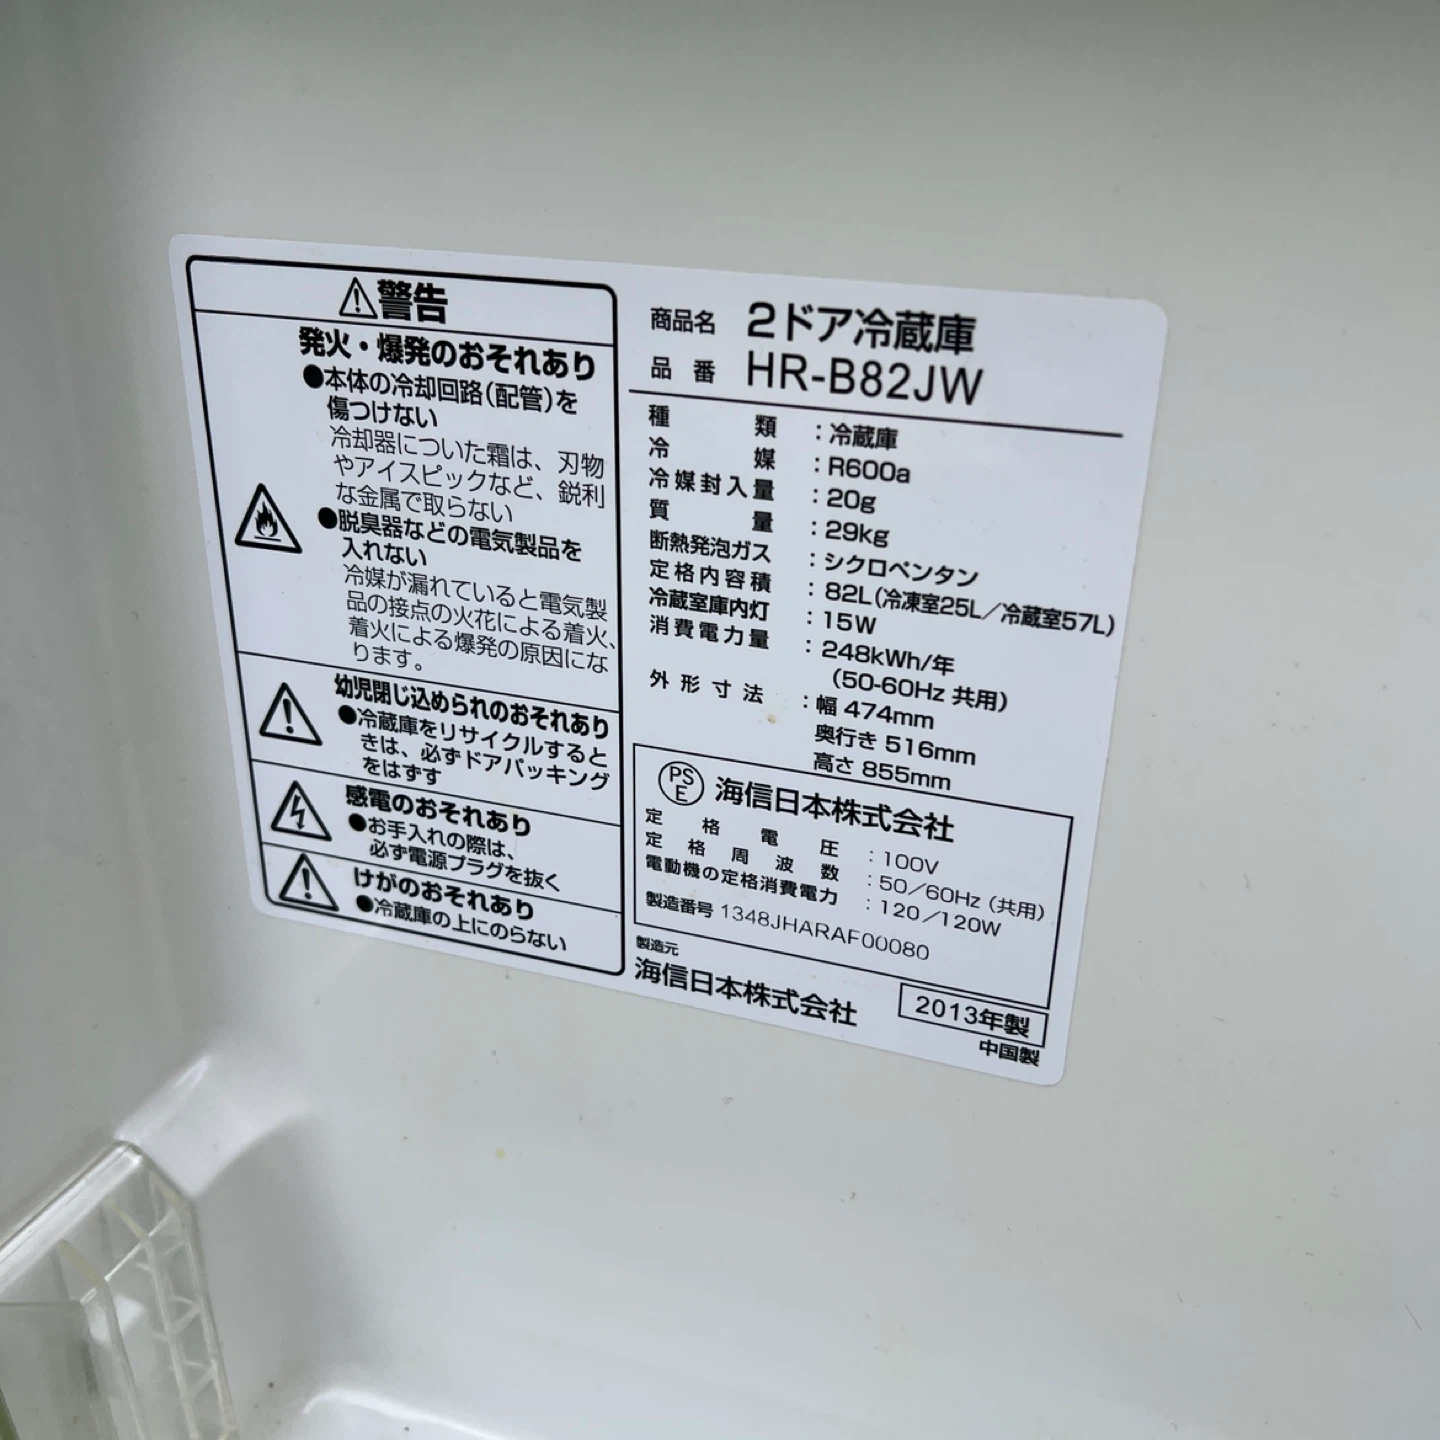 警告
発火・爆発のおそれあり
●本体の冷却回路(配管)を
傷つけない
冷却器についた霜は、刃物
やアイスピックなど、鋭利
な金属で取らない
●脱臭器などの電気製品を
入れない
冷媒が漏れていると電気製
品の接点の火花による着火、
着火による爆発の原因にな
ります。
幼児閉じ込められのおそれあり
●冷蔵庫をリサイクルすると
きは、必ずドアパッキング
をはずす
感電のおそれあり
●お手入れの際は、
必ず電源プラグを抜く
けがのおそれあり
●冷蔵庫の上にのらない
商品名 2ドア冷蔵庫
品番 HR-B82JW
種類:冷蔵庫
冷媒:R600a
冷媒封入量:20g
質量:29kg
断熱発泡ガス:シクロペンタン
定格内容積:82L(冷凍室25L/冷蔵室57L)
冷蔵室庫内灯:15W
消費電力量:248kWh/年
(50-60Hz 共用)
外形寸法:幅 474mm
奥行き 516mm
高さ 855mm
PSE 海信日本株式会社
定格電圧:100V
定格周波数:50/60Hz(共用)
電動機の定格消費電力:120/120W
製造番号 1348JHARAF00080
製造元
海信日本株式会社
2013年製
中国製